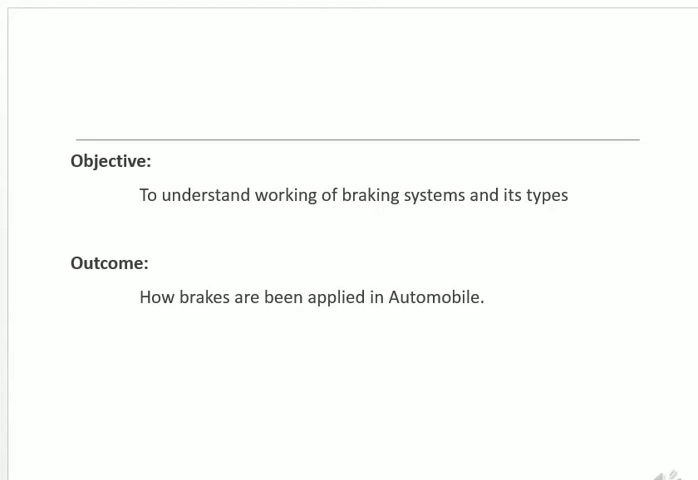 Objective:
To understand working of braking systems and its types
Outcome:
How brakes are been applied in Automobile.